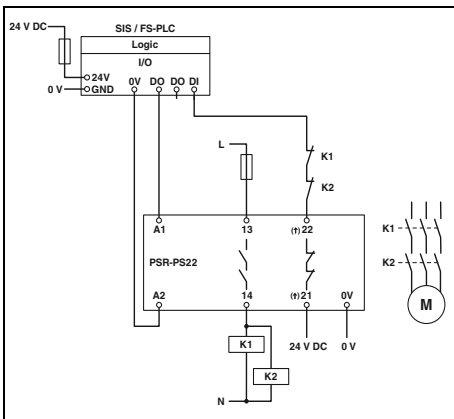 24 V DC
SIS / FS-PLC
Logic
I/O
24V
0 V
GND
0V DO DO DI
L
K1
K2
A1 13 (†) 22
PSR-PS22
A2 14 (†) 21 0V
K1
K2
M
K1
24 V DC 0 V
K2
N